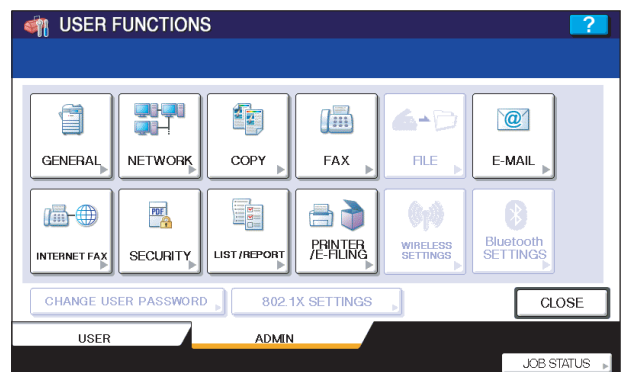 USER FUNCTIONS
?
GENERAL
NETWORK
COPY
FAX
FILE
E-MAIL
@
PDF
INTERNET FAX
SECURITY
LIST/REPORT
PRINTER
/E-FILING
WIRELESS
SETTINGS
Bluetooth
SETTINGS
CHANGE USER PASSWORD
802.1X SETTINGS
CLOSE
USER
ADMIN
JOB STATUS